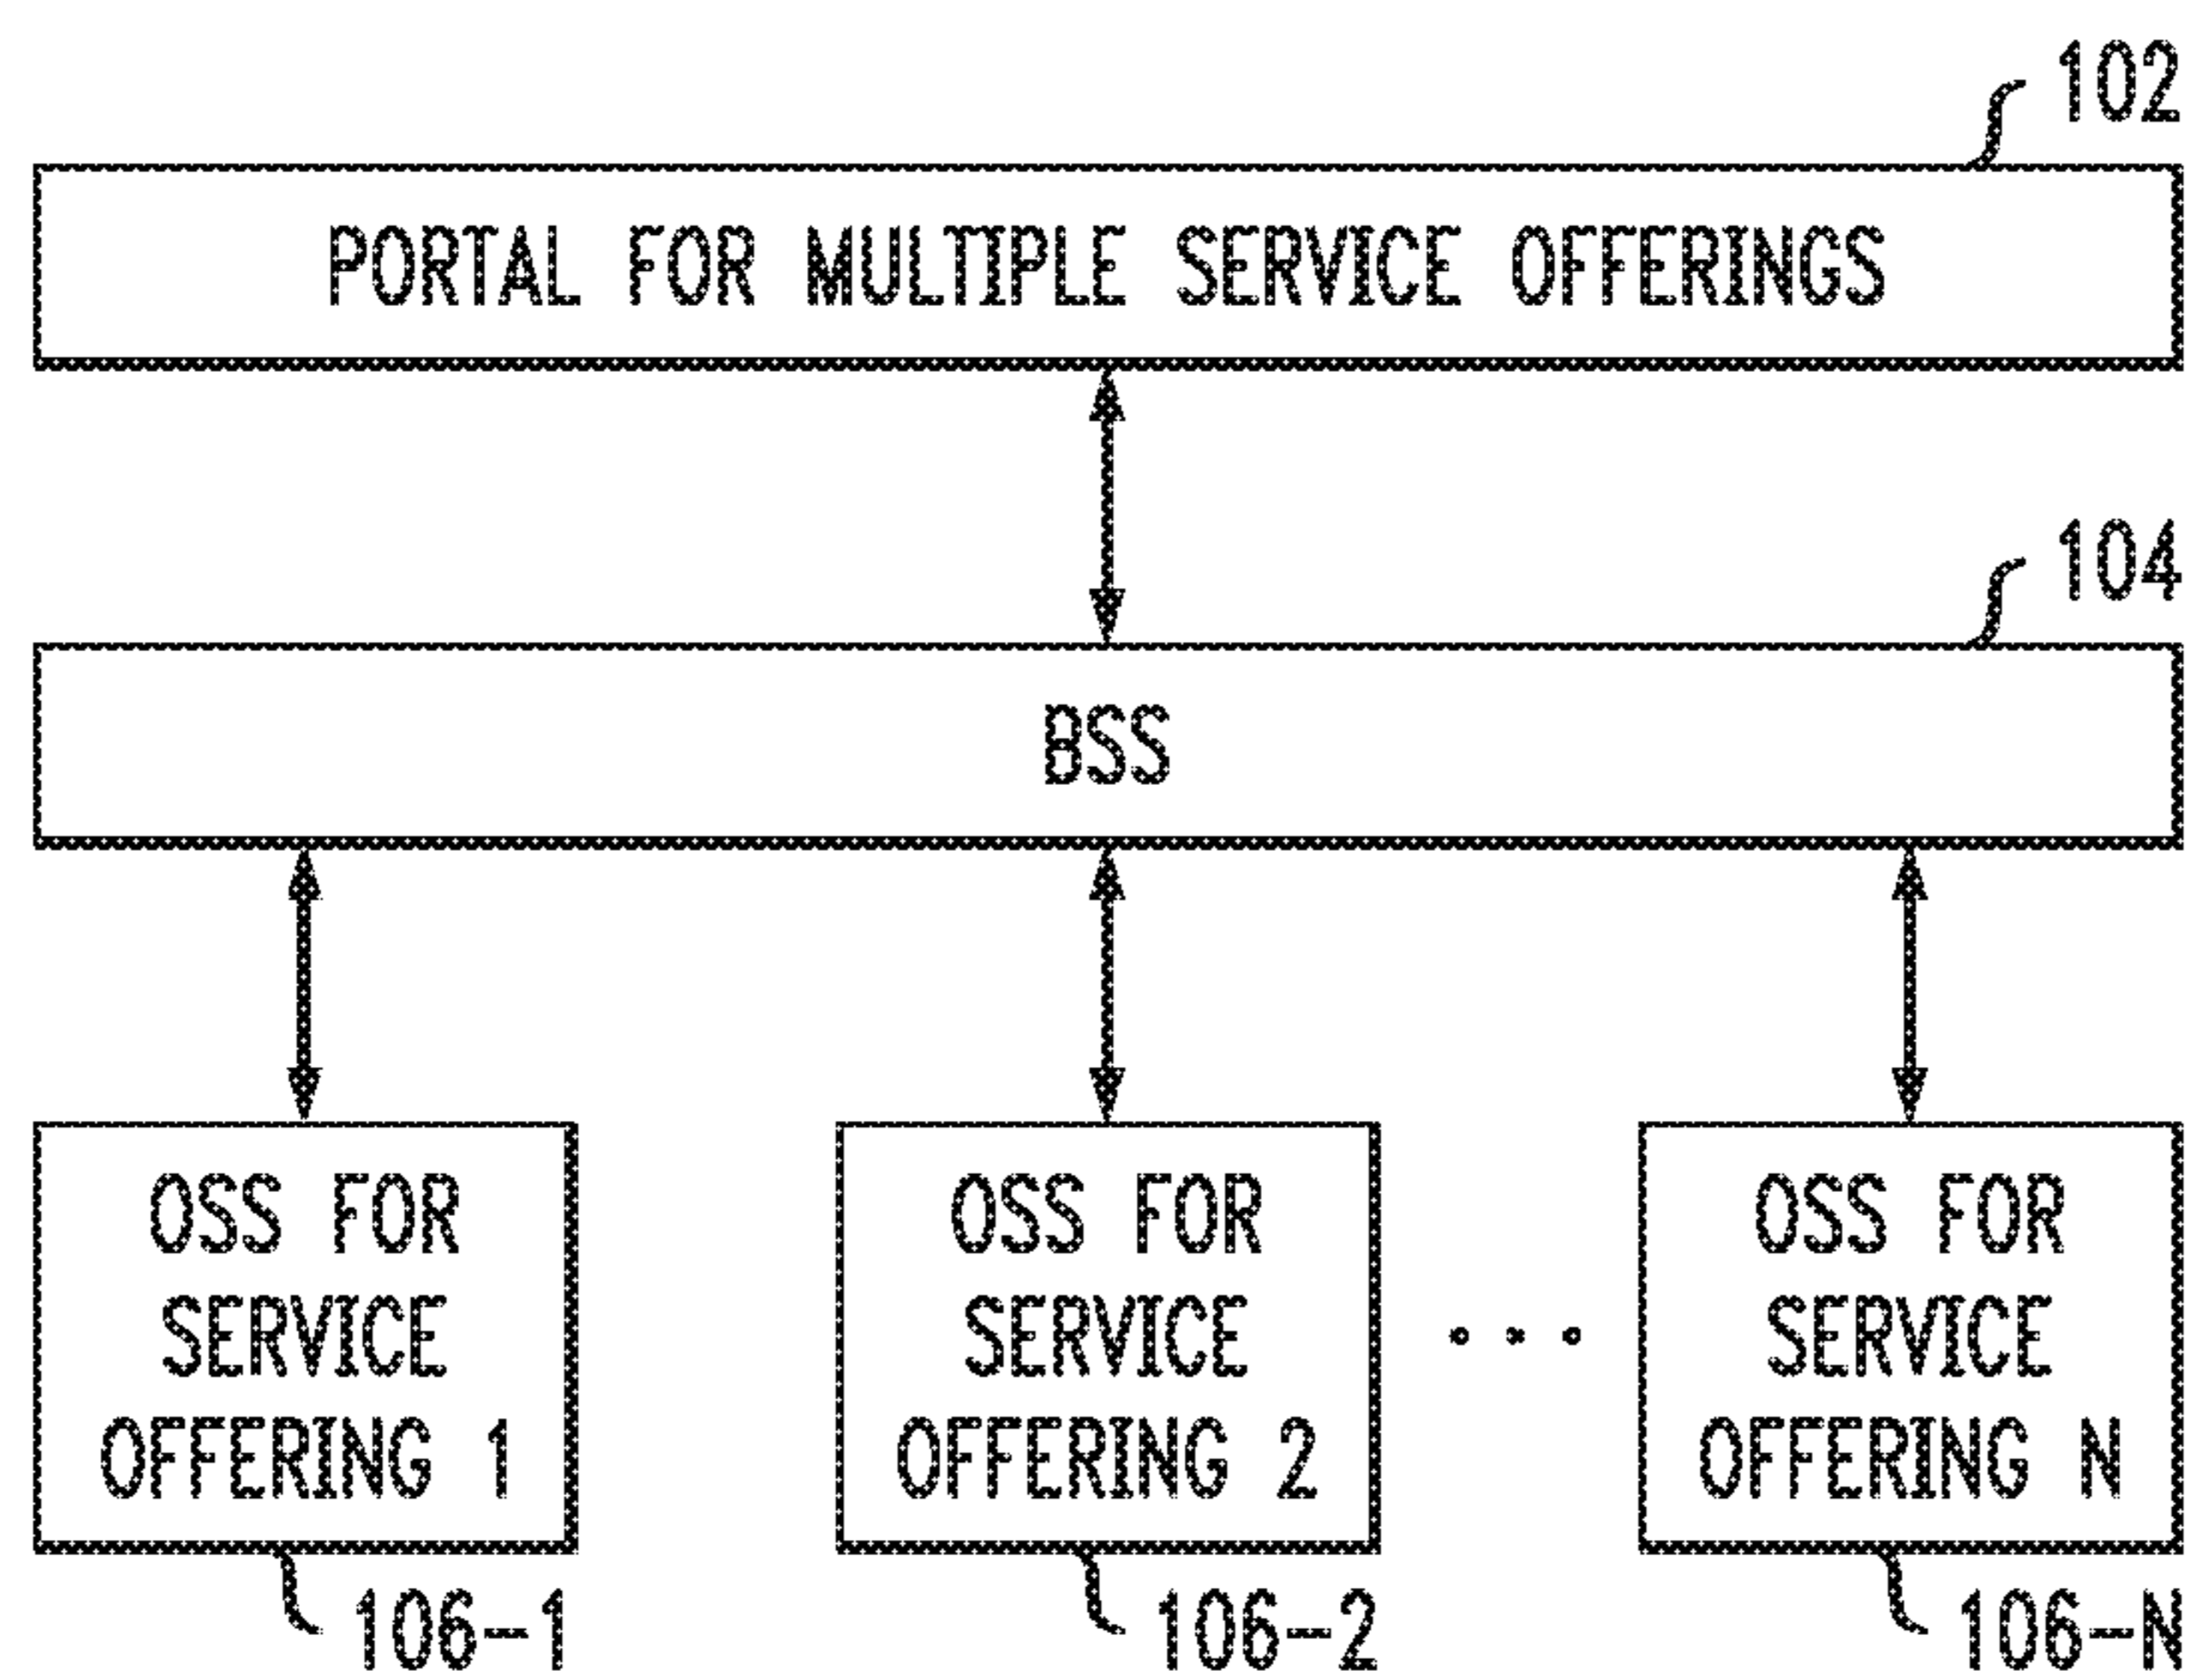 102
PORTAL FOR MULTIPLE SERVICE OFFERINGS
104
BSS
OSS FOR
SERVICE
OFFERING 1
OSS FOR
SERVICE
OFFERING 2
. . .
OSS FOR
SERVICE
OFFERING N
106-1
106-2
106-N